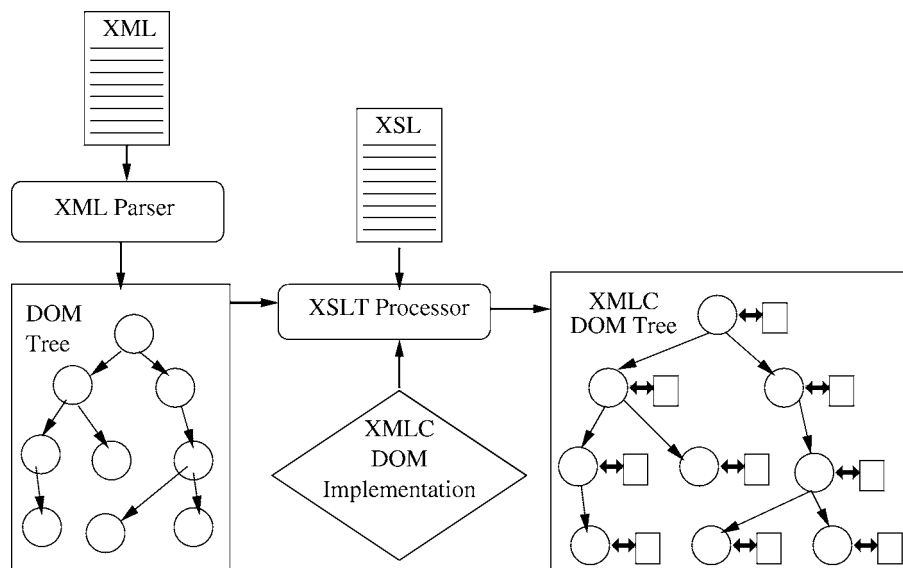 XML
XSL
XML Parser
DOM
Tree
XSLT Processor
XMLC
DOM Tree
XMLC
DOM
Implementation